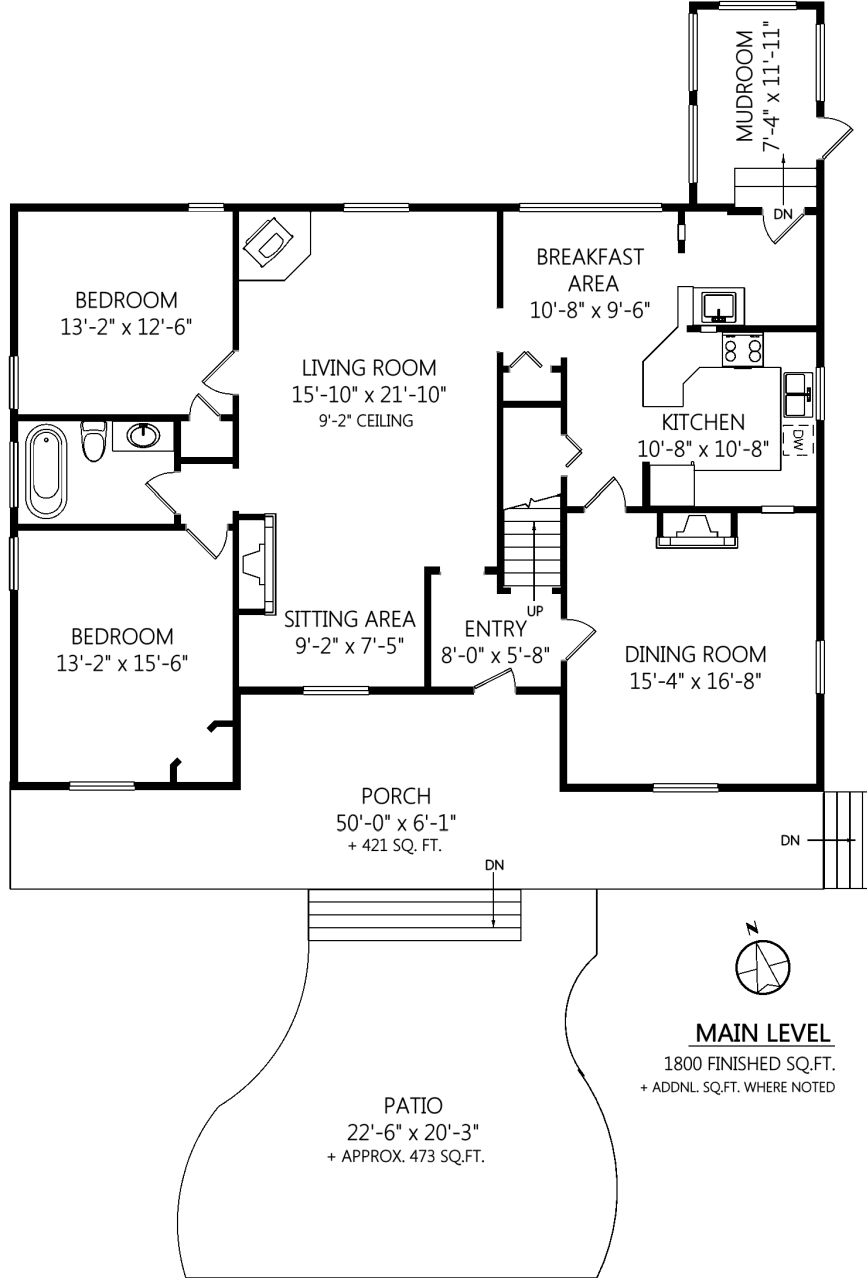 MUDROOM
7'-4" x 11'-11"
DN
BREAKFAST
AREA
10'-8" x 9'-6"
BEDROOM
13'-2" x 12'-6"
LIVING ROOM
15'-10" x 21'-10"
9'-2" CEILING
KITCHEN
10'-8" x 10'-8"
DW
UP
SITTING AREA
9'-2" x 7'-5"
ENTRY
8'-0" x 5'-8"
BEDROOM
13'-2" x 15'-6"
DINING ROOM
15'-4" x 16'-8"
PORCH
50'-0" x 6'-1"
+ 421 SQ. FT.
DN
DN
N
MAIN LEVEL
1800 FINISHED SQ.FT.
+ ADDNL. SQ.FT. WHERE NOTED
PATIO
22'-6" x 20'-3"
+ APPROX. 473 SQ.FT.